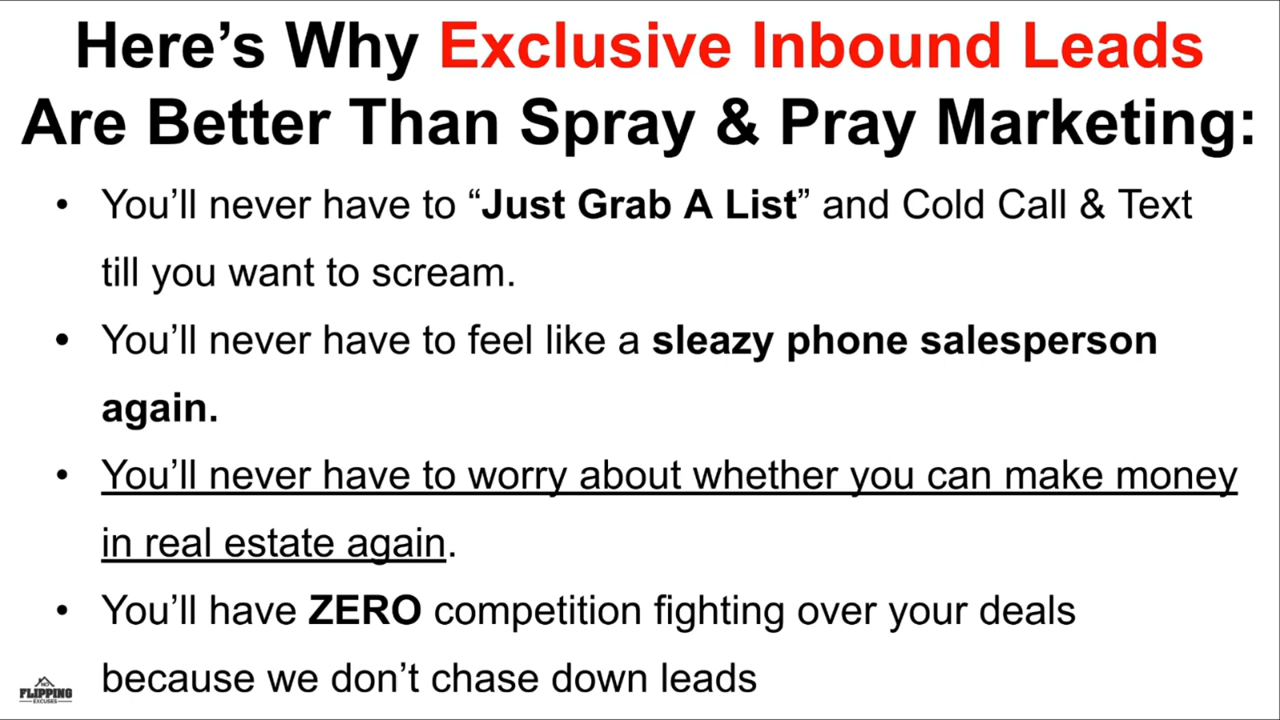 Here’s Why Exclusive Inbound Leads
Are Better Than Spray & Pray Marketing:
• You’ll never have to “Just Grab A List” and Cold Call & Text
till you want to scream.
• You’ll never have to feel like a sleazy phone salesperson
again.
• You’ll never have to worry about whether you can make money
in real estate again.
• You’ll have ZERO competition fighting over your deals
because we don’t chase down leads
NO
FLIPPING
EXCUSES